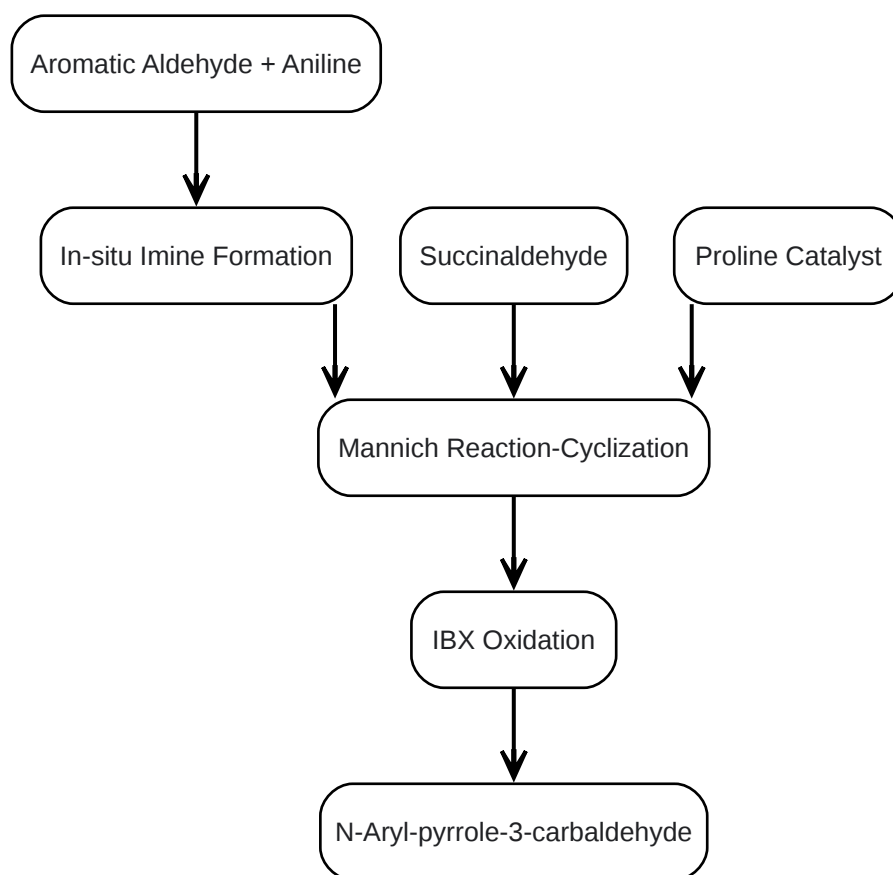 Aromatic Aldehyde + Aniline
In-situ Imine Formation
Succinaldehyde
Proline Catalyst
Mannich Reaction-Cyclization
IBX Oxidation
N-Aryl-pyrrole-3-carbaldehyde